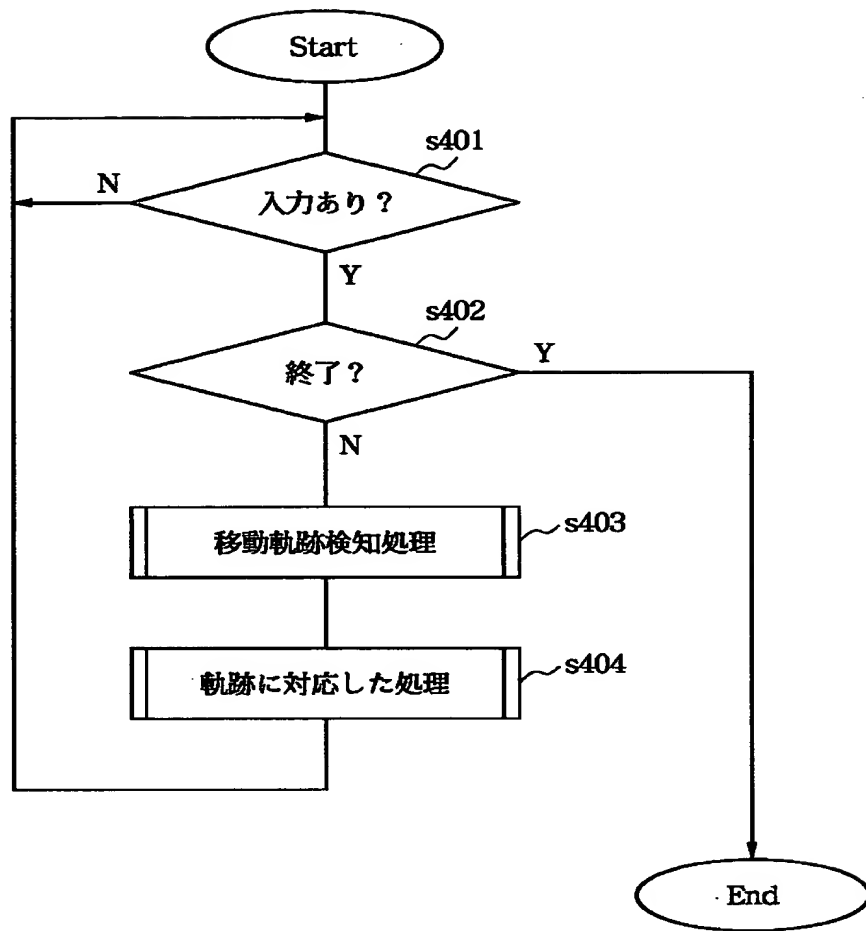 Start
s401
入力あり？
N
Y
s402
終了？
Y
N
移動軌跡検知処理
s403
軌跡に対応した処理
s404
End